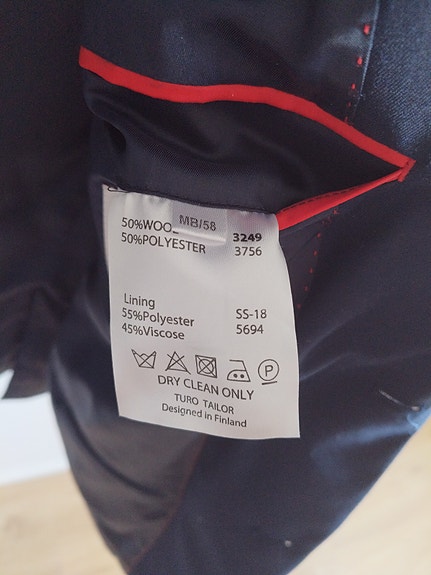 50%WOOL MB/58 3249
50%POLYESTER 3756
Lining SS-18
55%Polyester 5694
45%Viscose
P
DRY CLEAN ONLY
TURO TAILOR
Designed in Finland